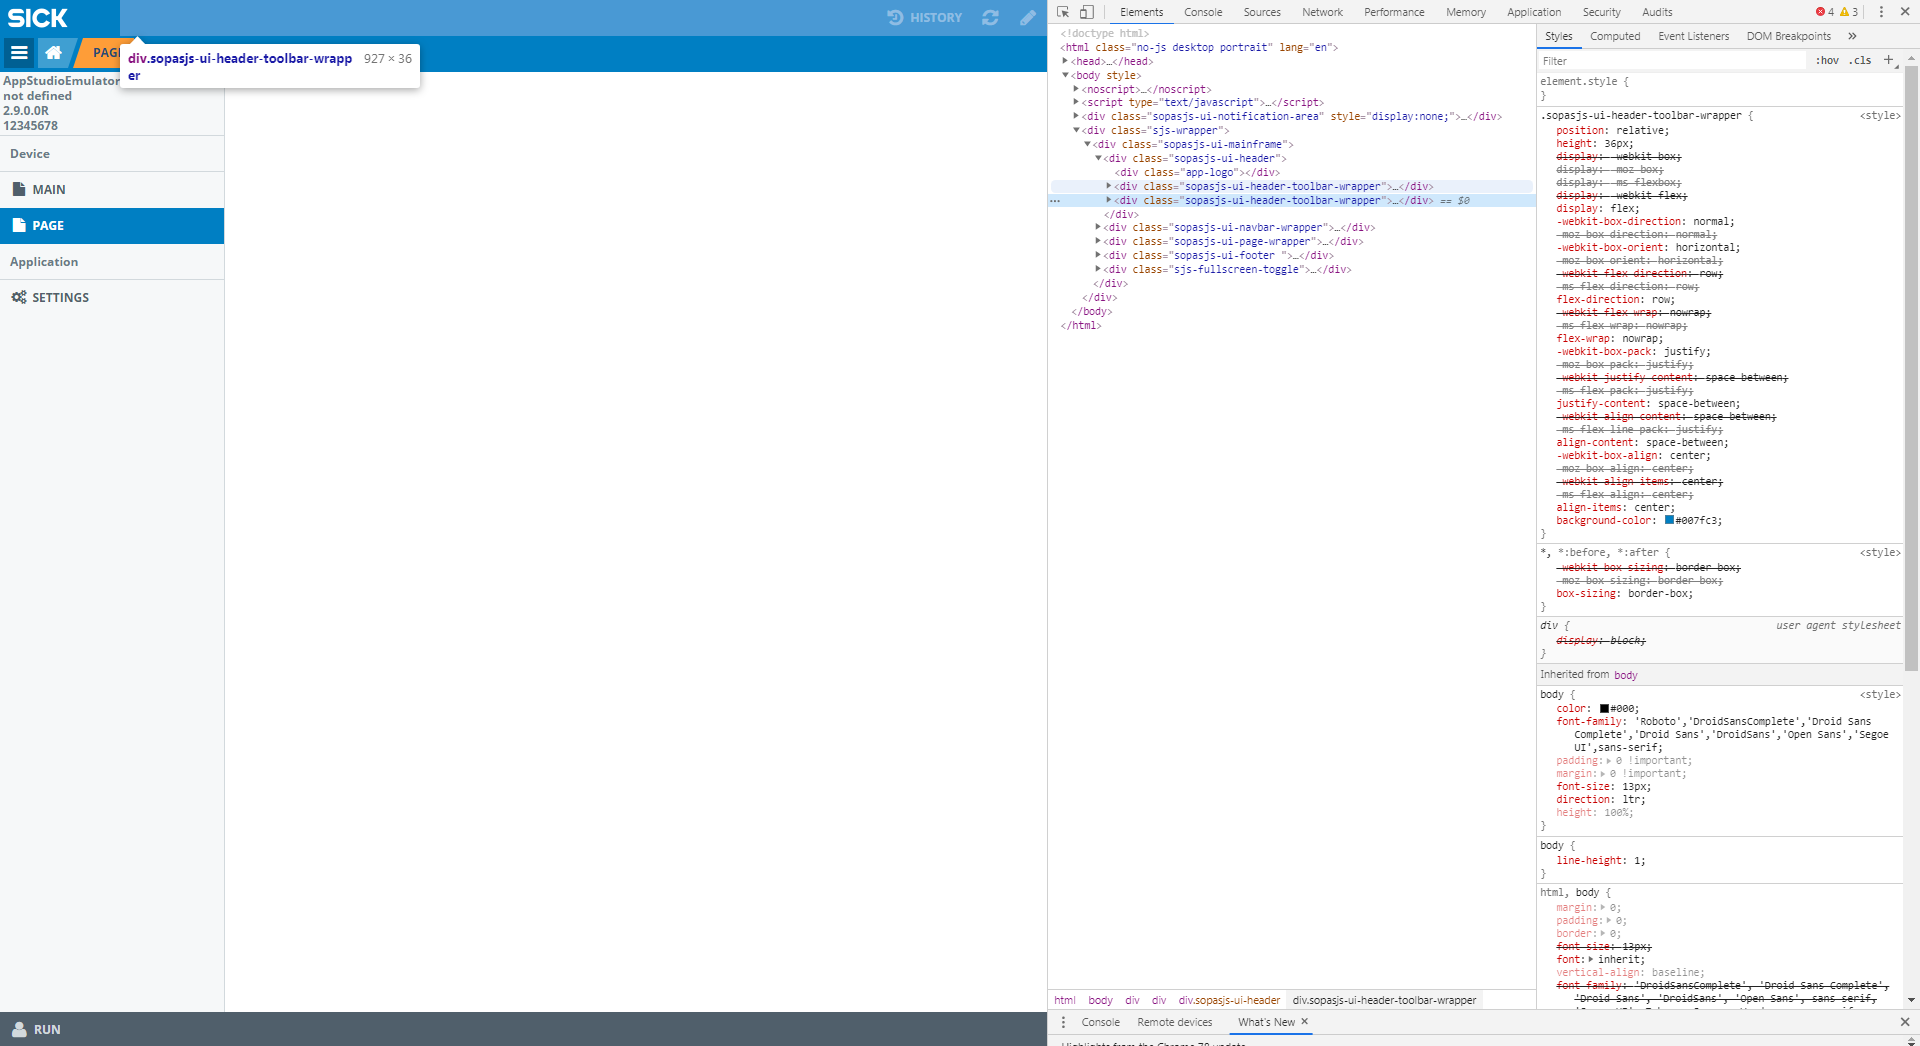 SICK
HISTORY
PAGE
div.sopasjs-ui-header-toolbar-wrapp
er
927 × 36
AppStudioEmulator
not defined
2.9.0.0R
12345678
Device
MAIN
PAGE
Application
SETTINGS
RUN
Elements Console Sources Network Performance Memory Application Security Audits 4 3
<!doctype html>
<html class="no-js desktop portrait" lang="en">
<head>…</head>
<body style>
<noscript>…</noscript>
<script type="text/javascript">…</script>
<div class="sopasjs-ui-notification-area" style="display:none;">…</div>
<div class="sjs-wrapper">
<div class="sopasjs-ui-mainframe">
<div class="sopasjs-ui-header">
<div class="app-logo"></div>
<div class="sopasjs-ui-header-toolbar-wrapper">…</div>
<div class="sopasjs-ui-header-toolbar-wrapper">…</div> == $0
</div>
<div class="sopasjs-ui-navbar-wrapper">…</div>
<div class="sopasjs-ui-page-wrapper">…</div>
<div class="sopasjs-ui-footer ">…</div>
<div class="sjs-fullscreen-toggle">…</div>
</div>
</div>
</body>
</html>
html body div div div.sopasjs-ui-header div.sopasjs-ui-header-toolbar-wrapper
Styles Computed Event Listeners DOM Breakpoints »
Filter :hov .cls +
element.style {
}
.sopasjs-ui-header-toolbar-wrapper { <style>
position: relative;
height: 36px;
display: -webkit-box;
display: -moz-box;
display: -ms-flexbox;
display: -webkit-flex;
display: flex;
-webkit-box-direction: normal;
-moz-box-direction: normal;
-webkit-box-orient: horizontal;
-moz-box-orient: horizontal;
-webkit-flex-direction: row;
-ms-flex-direction: row;
flex-direction: row;
-webkit-flex-wrap: nowrap;
-ms-flex-wrap: nowrap;
flex-wrap: nowrap;
-webkit-box-pack: justify;
-moz-box-pack: justify;
-webkit-justify-content: space-between;
-ms-flex-pack: justify;
justify-content: space-between;
-webkit-align-content: space-between;
-ms-flex-line-pack: justify;
align-content: space-between;
-webkit-box-align: center;
-moz-box-align: center;
-webkit-align-items: center;
-ms-flex-align: center;
align-items: center;
background-color: #007fc3;
}
*, *:before, *:after { <style>
-webkit-box-sizing: border-box;
-moz-box-sizing: border-box;
box-sizing: border-box;
}
div { user agent stylesheet
display: block;
}
Inherited from body
body { <style>
color: #000;
font-family: 'Roboto','DroidSansComplete','Droid Sans
Complete','Droid Sans','DroidSans','Open Sans','Segoe
UI',sans-serif;
padding: 0 !important;
margin: 0 !important;
font-size: 13px;
direction: ltr;
height: 100%;
}
body {
line-height: 1;
}
html, body {
margin: 0;
padding: 0;
border: 0;
font-size: 13px;
font: inherit;
vertical-align: baseline;
font-family: 'DroidSansComplete', 'Droid Sans Complete',
'Droid Sans', 'DroidSans', 'Open Sans', sans-serif,
Console Remote devices What's New ×
Highlights from the Chrome 78 update